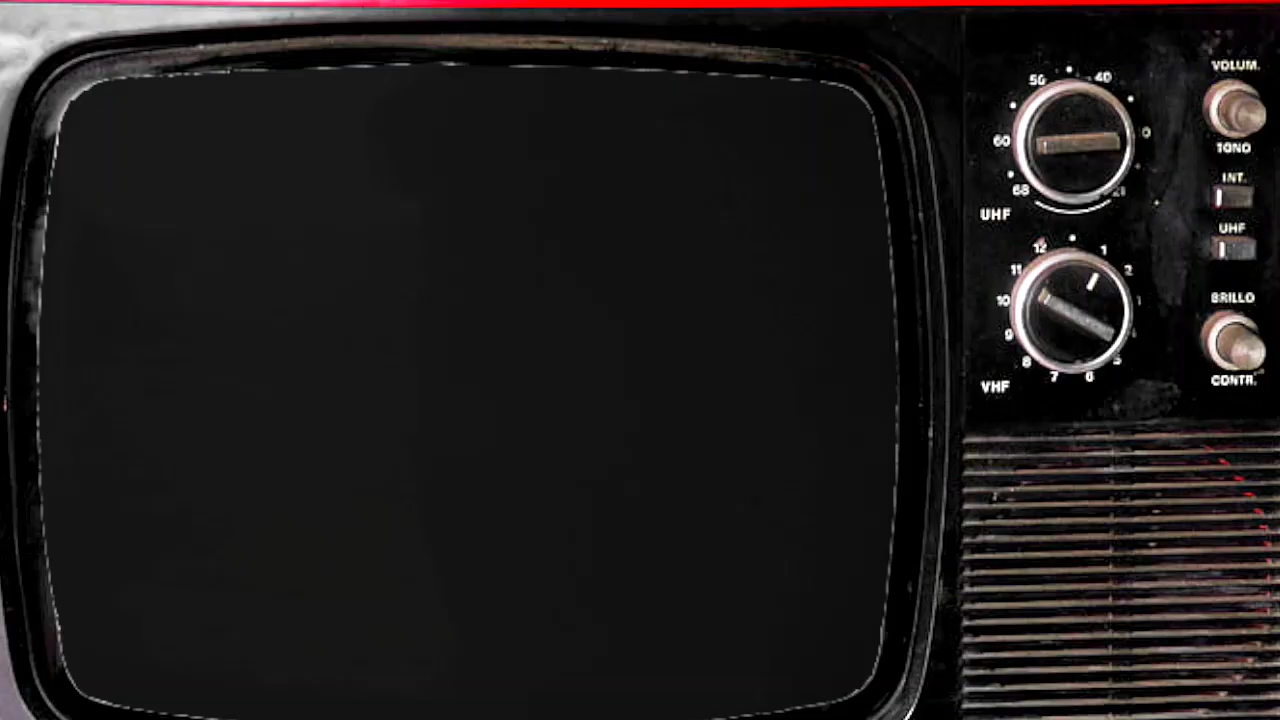 50 40
60 0
68 21
UHF
12 1
11 2
10
9
8
7 6 5
VHF
VOLUM.
TONO
INT.
UHF
BRILLO
CONTR.